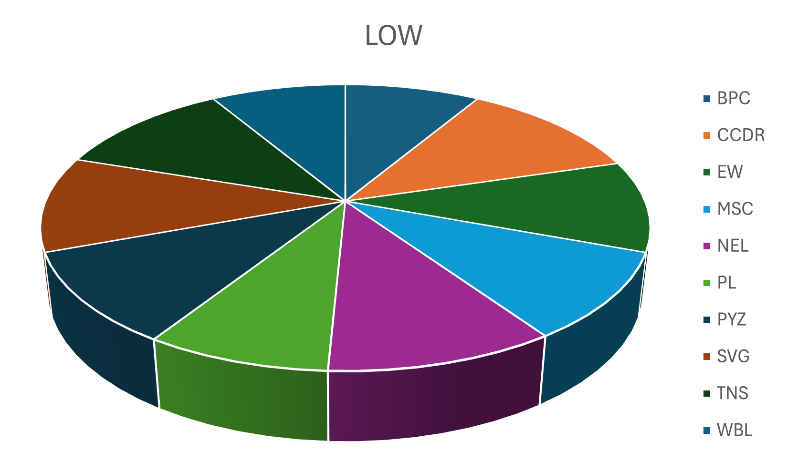 LOW
BPC
CCDR
EW
MSC
NEL
PL
PYZ
SVG
TNS
WBL